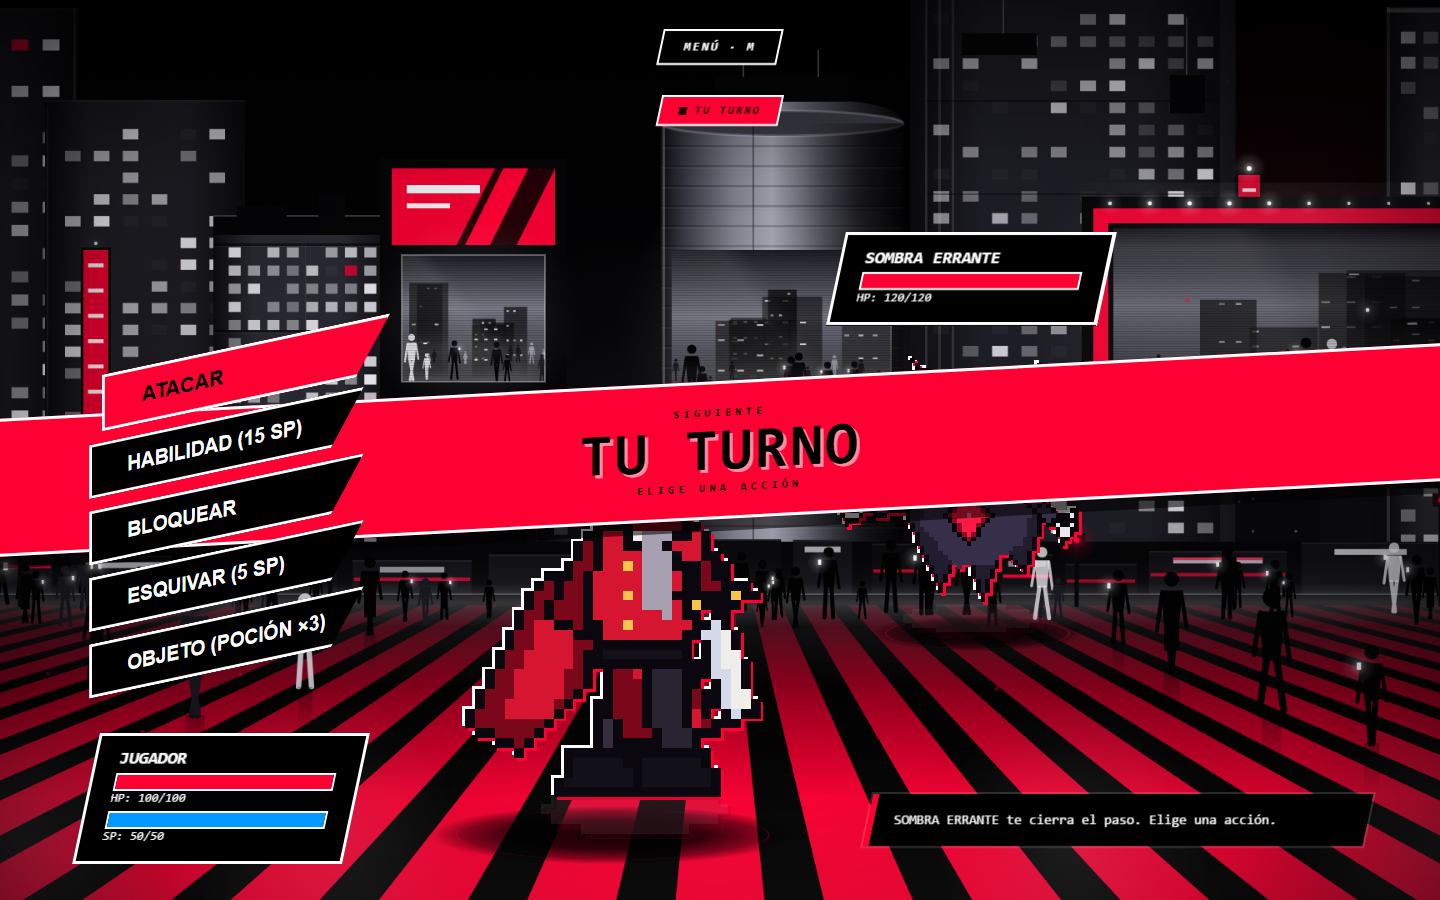 MENÚ · M
TU TURNO
SOMBRA ERRANTE
HP: 120/120
ATACAR
HABILIDAD (15 SP)
BLOQUEAR
ESQUIVAR (5 SP)
OBJETO (POCIÓN ×3)
SIGUIENTE
TU TURNO
ELIGE UNA ACCIÓN
JUGADOR
HP: 100/100
SP: 50/50
SOMBRA ERRANTE te cierra el paso. Elige una acción.